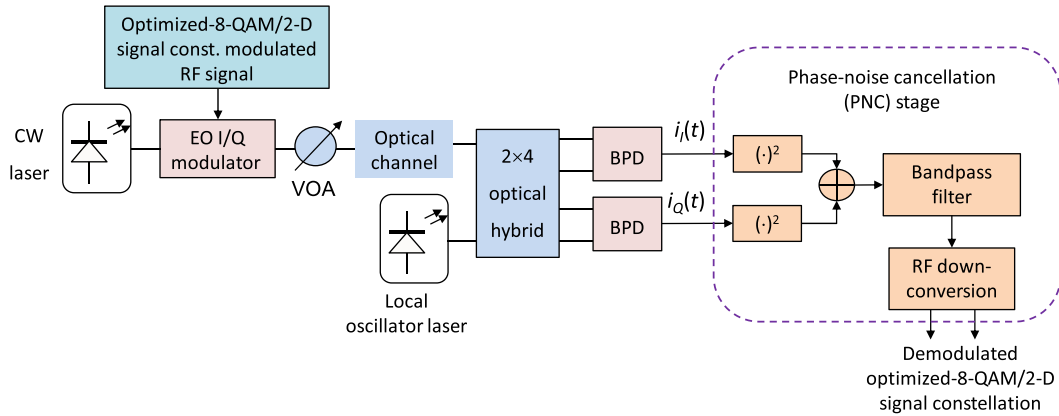 Optimized-8-QAM/2-D
signal const. modulated
RF signal
CW
laser
EO I/Q
modulator
VOA
Optical
channel
Local
oscillator laser
2×4
optical
hybrid
BPD
BPD
i_I(t)
i_Q(t)
Phase-noise cancellation
(PNC) stage
(·)²
(·)²
Bandpass
filter
RF down-
conversion
Demodulated
optimized-8-QAM/2-D
signal constellation